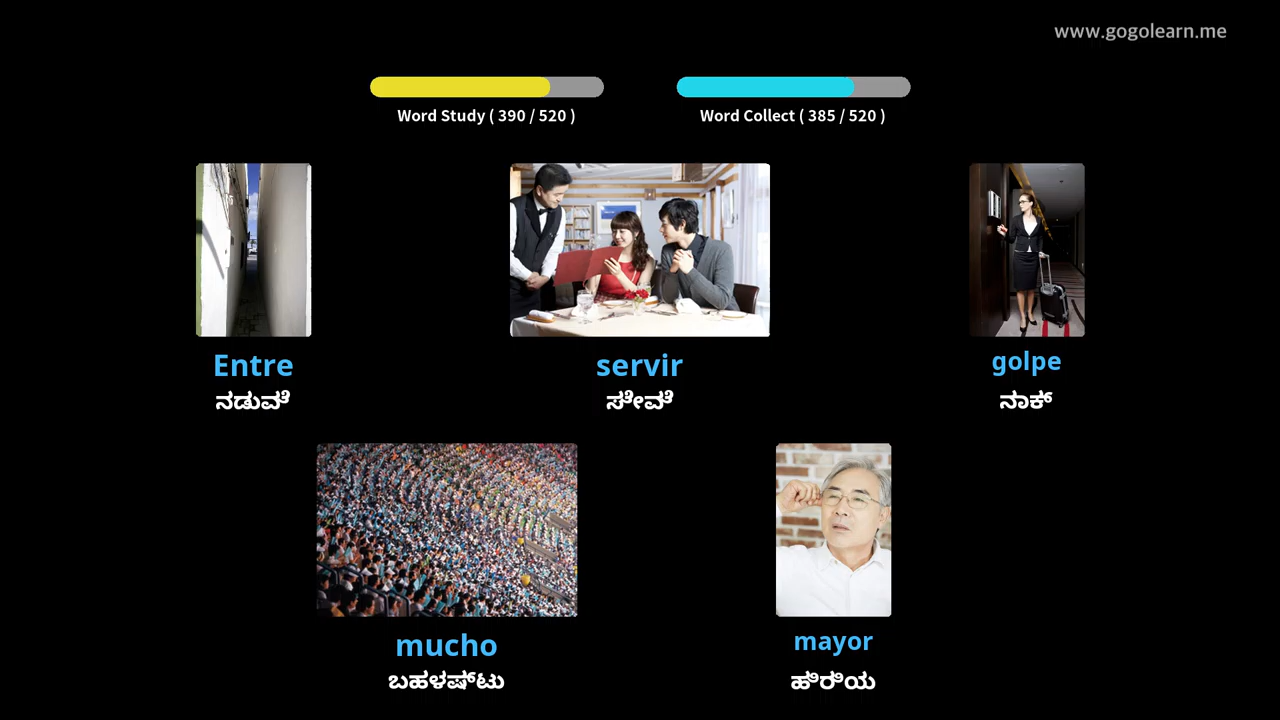 www.gogolearn.me
Word Study ( 390 / 520 )
Word Collect ( 385 / 520 )
Entre
ನಡುವೆ
servir
ಸೇವೆ
golpe
ನಾಕ್
mucho
ಬಹಳಷ್ಟು
mayor
ಹಿರಿಯ